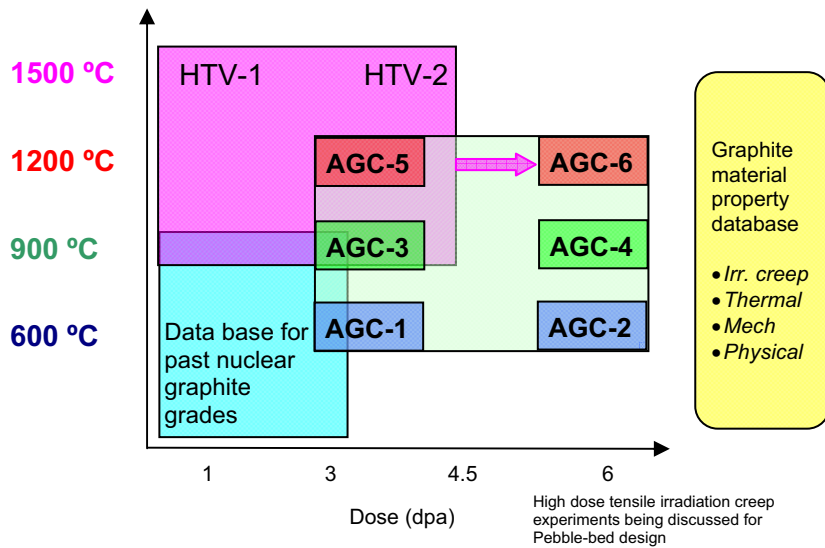 1500 ºC
HTV-1 HTV-2
1200 ºC
AGC-5 AGC-6
900 ºC
AGC-3 AGC-4
600 ºC
AGC-1 AGC-2
Data base for
past nuclear
graphite
grades
Graphite
material
property
database
• Irr. creep
• Thermal
• Mech
• Physical
1 3 4.5 6
Dose (dpa)
High dose tensile irradiation creep
experiments being discussed for
Pebble-bed design